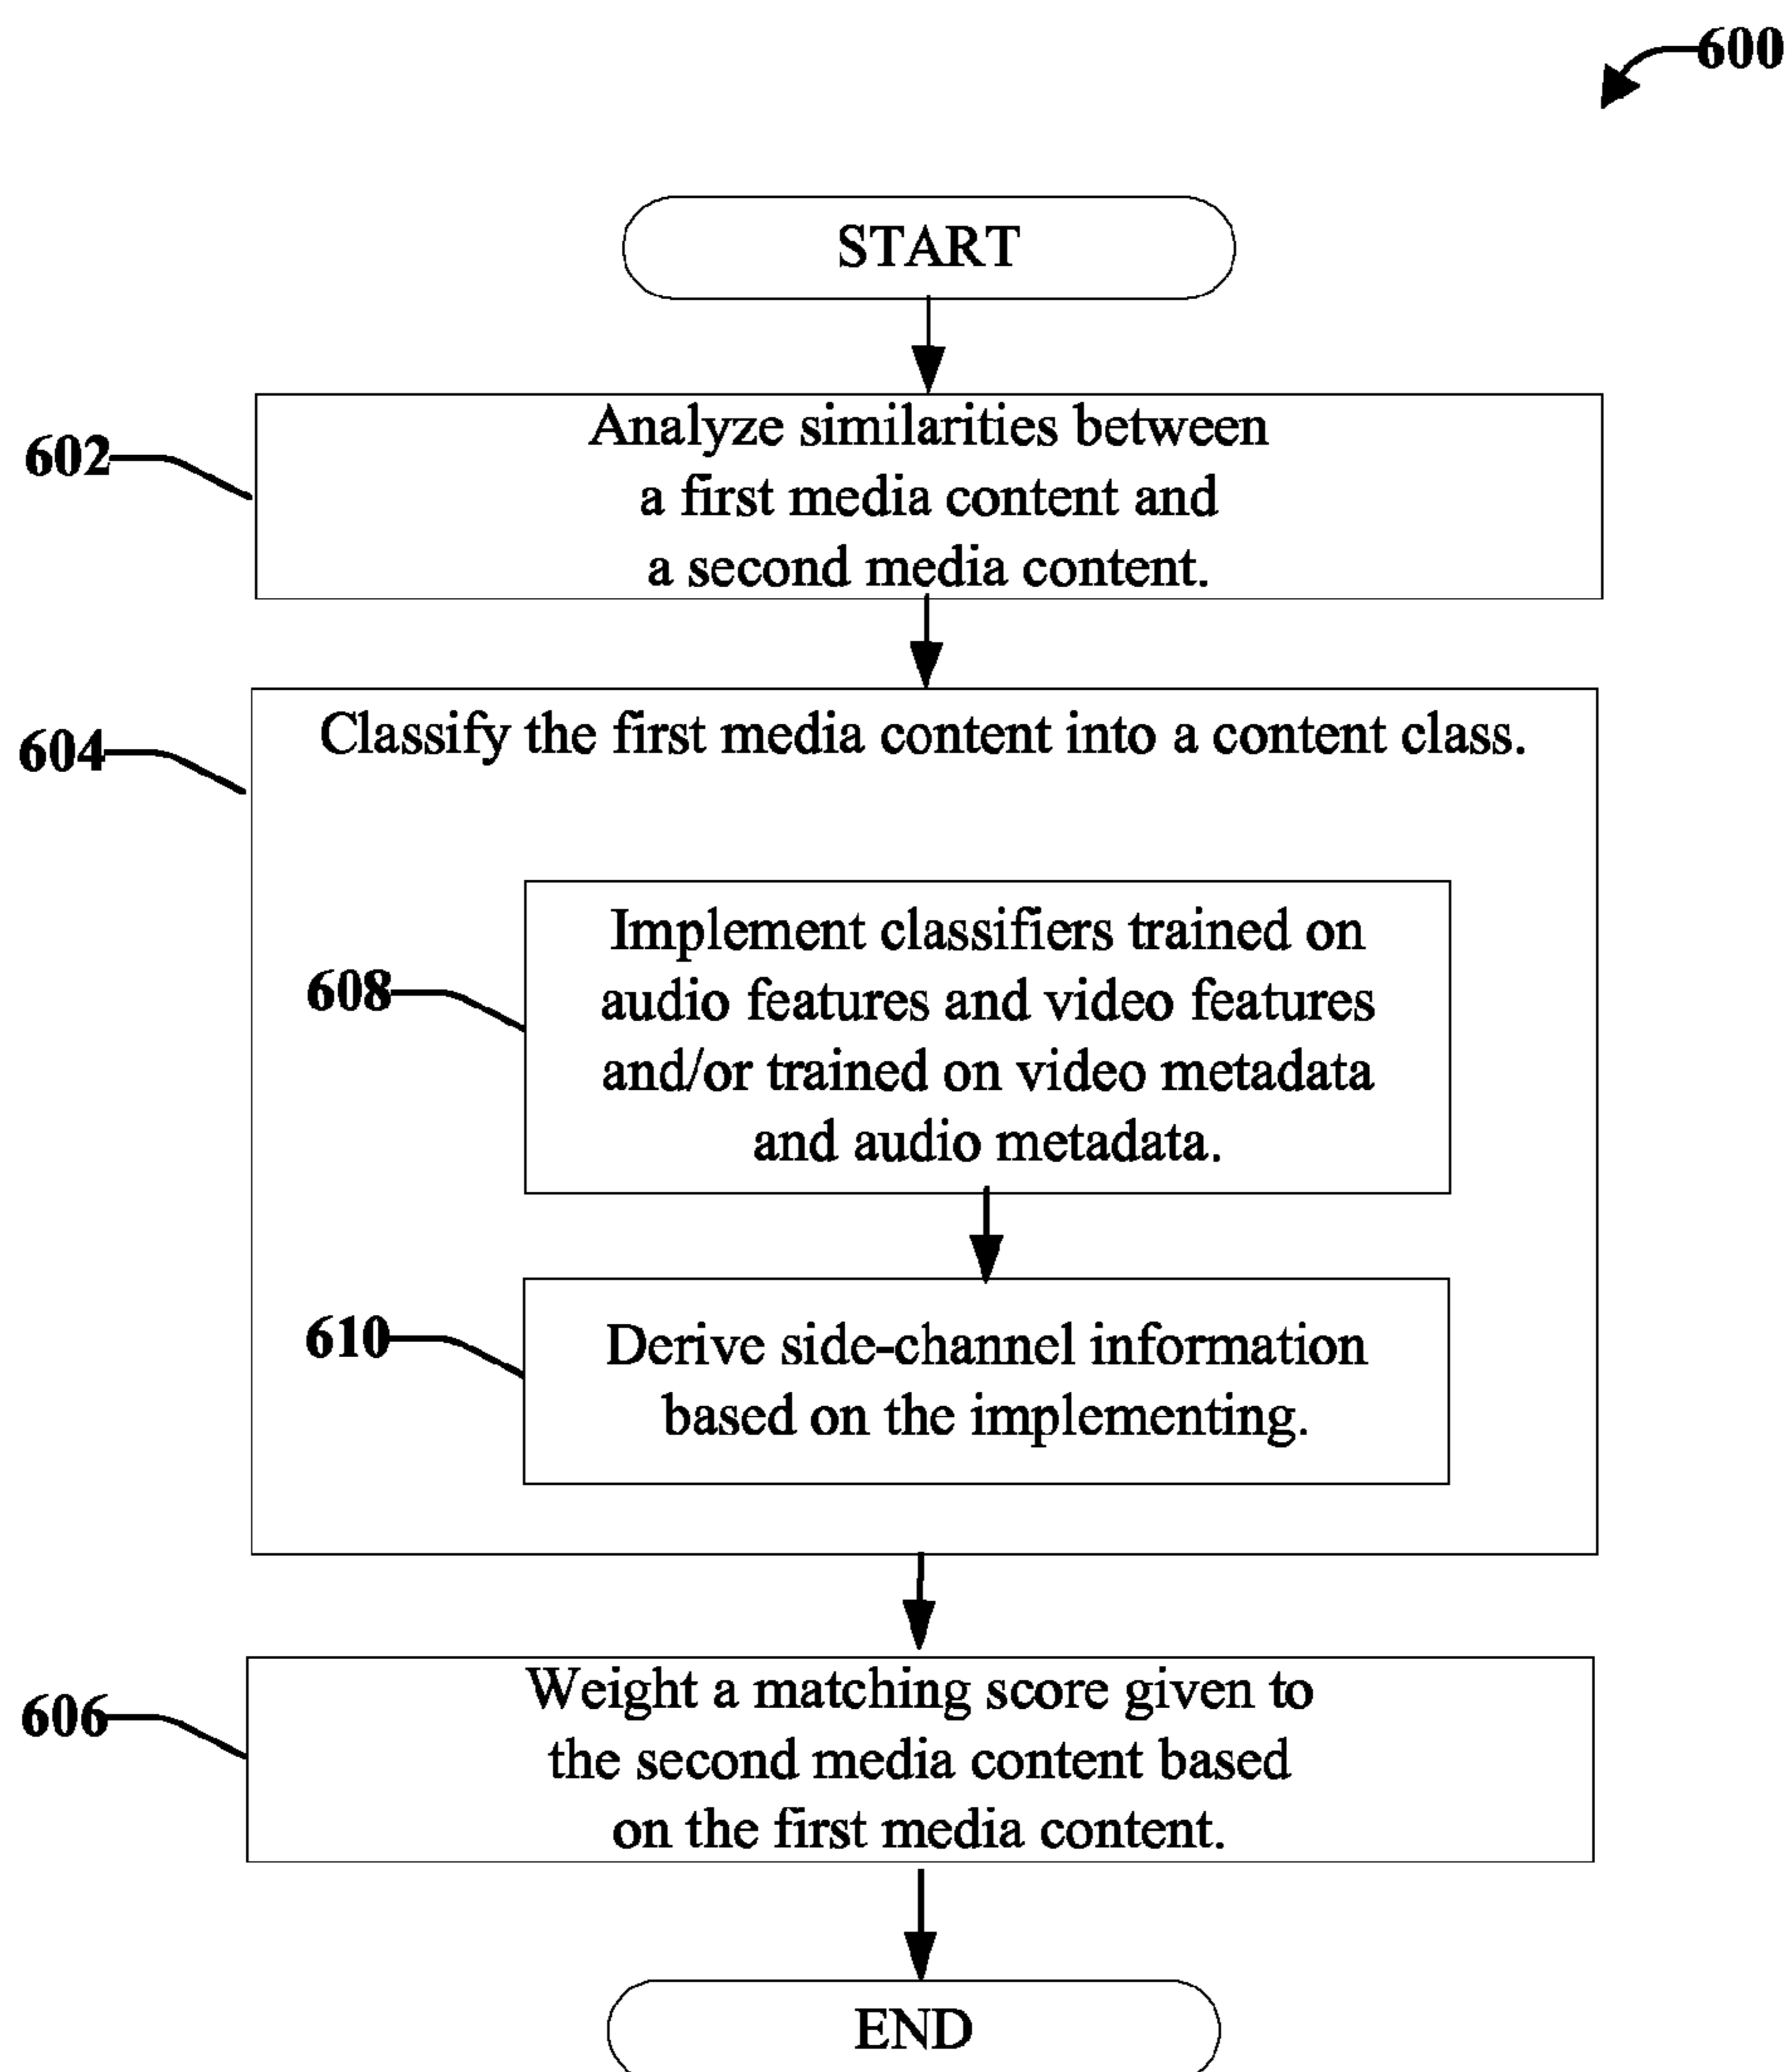 600
START
602
Analyze similarities between
a first media content and
a second media content.
604
Classify the first media content into a content class.
608
Implement classifiers trained on
audio features and video features
and/or trained on video metadata
and audio metadata.
610
Derive side-channel information
based on the implementing.
606
Weight a matching score given to
the second media content based
on the first media content.
END